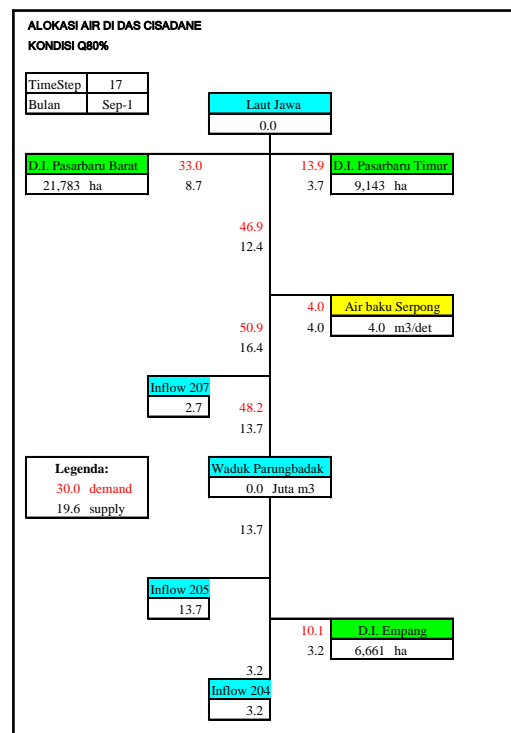 ALOKASI AIR DI DAS CISADANE
KONDISI Q80%
TimeStep 17
Bulan Sep-1
Laut Jawa
0.0
D.I. Pasarbaru Barat 33.0 13.9 D.I. Pasarbaru Timur
21,783 ha 8.7 3.7 9,143 ha
46.9
12.4
4.0 Air baku Serpong
50.9 4.0 4.0 m3/det
16.4
Inflow 207
2.7 48.2
13.7
Legenda: Waduk Parungbadak
30.0 demand 0.0 Juta m3
19.6 supply
13.7
Inflow 205
13.7
10.1 D.I. Empang
3.2 6,661 ha
3.2
Inflow 204
3.2